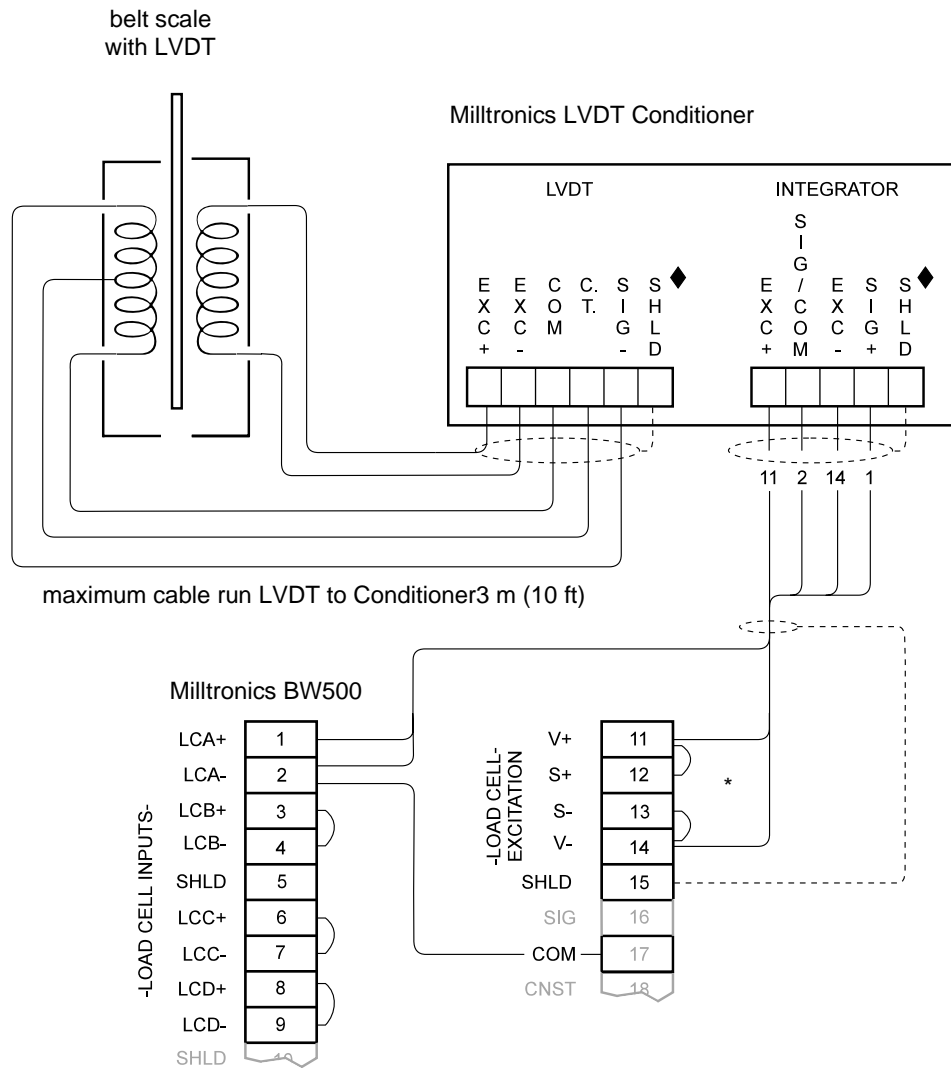 belt scale
with LVDT
Milltronics LVDT Conditioner
LVDT
INTEGRATOR
EXC+
EXC-
COM
C.T.
SIG-
SHLD
EXC+
SIG/COM
EXC-
SIG+
SHLD
11 2 14 1
maximum cable run LVDT to Conditioner3 m (10 ft)
Milltronics BW500
-LOAD CELL INPUTS-
LCA+ 1
LCA- 2
LCB+ 3
LCB- 4
SHLD 5
LCC+ 6
LCC- 7
LCD+ 8
LCD- 9
SHLD
-LOAD CELL-
EXCITATION
V+ 11
S+ 12
*
S- 13
V- 14
SHLD 15
SIG 16
COM 17
CNST 18